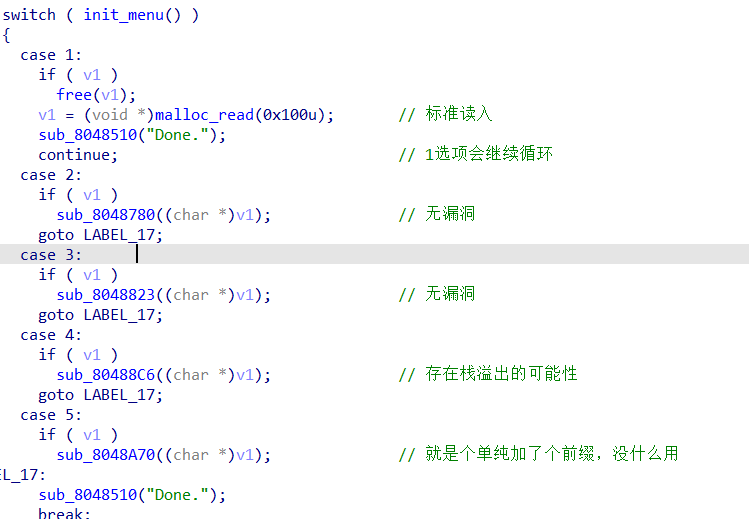 switch ( init_menu() )
{
case 1:
if ( v1 )
free(v1);
v1 = (void *)malloc_read(0x100u); // 标准读入
sub_8048510("Done.");
continue; // 1选项会继续循环
case 2:
if ( v1 )
sub_8048780((char *)v1); // 无漏洞
goto LABEL_17;
case 3:
if ( v1 )
sub_8048823((char *)v1); // 无漏洞
goto LABEL_17;
case 4:
if ( v1 )
sub_80488C6((char *)v1); // 存在栈溢出的可能性
goto LABEL_17;
case 5:
if ( v1 )
sub_8048A70((char *)v1); // 就是个单纯加了个前缀，没什么用
EL_17:
sub_8048510("Done.");
break;